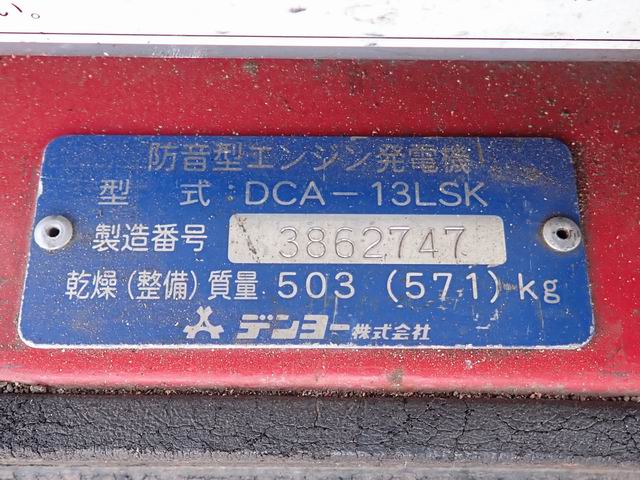 い。
防音型エンジン発電機
型式 DCA-13LSK
製造番号 3862747
乾燥(整備)質量 503 (571) kg
デンヨー株式会社